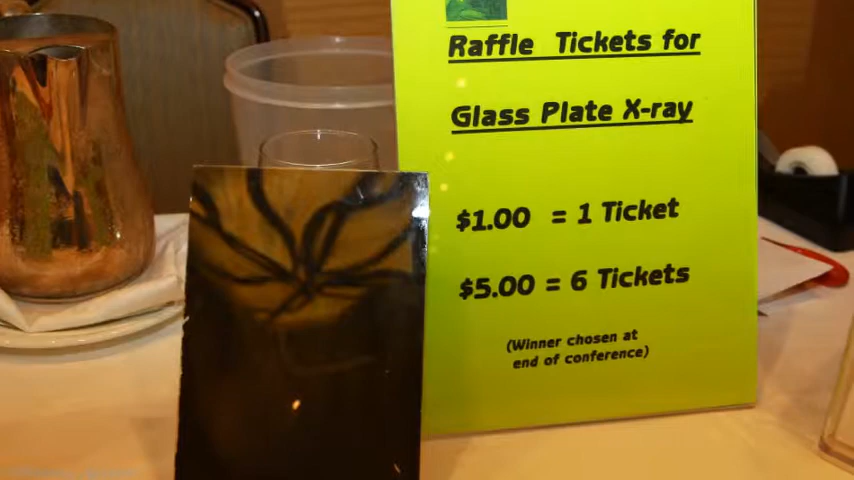 Raffle Tickets for
Glass Plate X-ray
$1.00 = 1 Ticket
$5.00 = 6 Tickets
(Winner chosen at
end of conference)